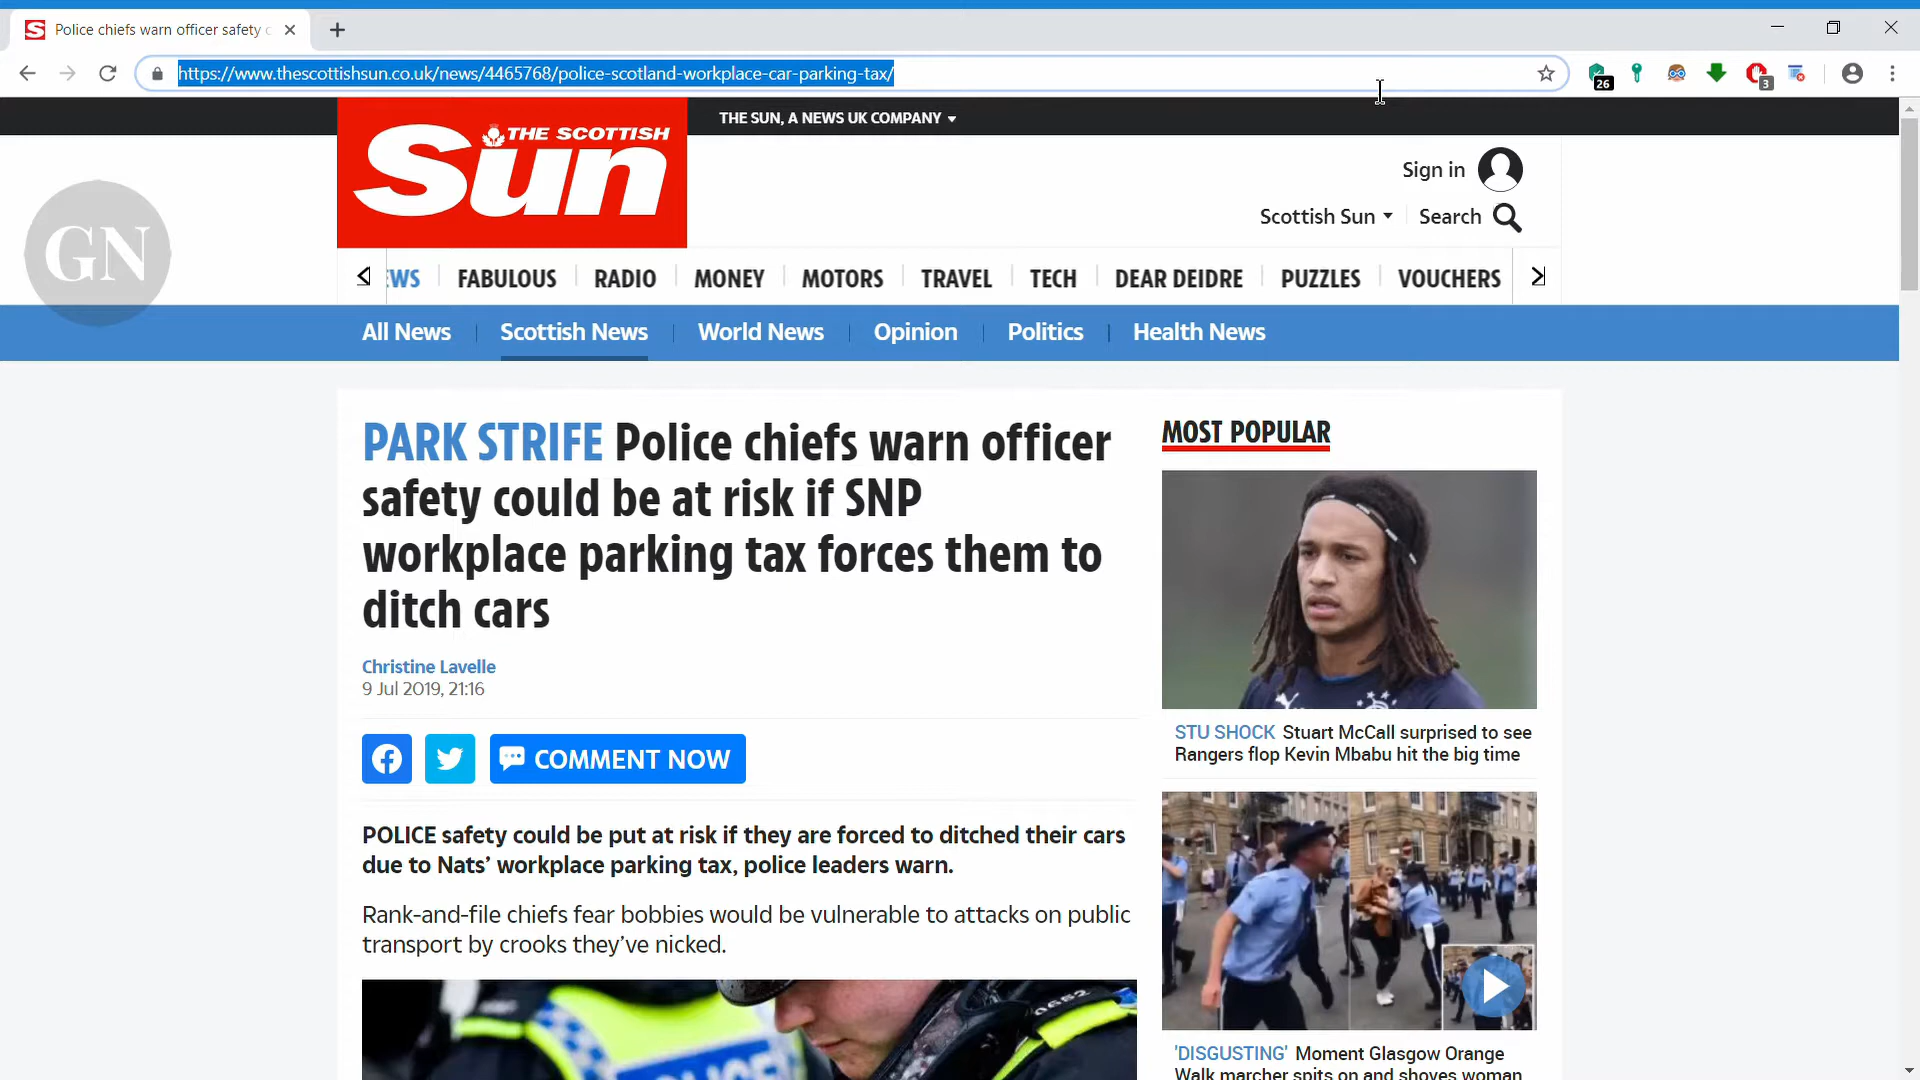 Police chiefs warn officer safety c
https://www.thescottishsun.co.uk/news/4465768/police-scotland-workplace-car-parking-tax/
26
3
THE SUN, A NEWS UK COMPANY
THE SCOTTISH
Sun
Sign in
Scottish Sun
Search
GN
EWS
FABULOUS
RADIO
MONEY
MOTORS
TRAVEL
TECH
DEAR DEIDRE
PUZZLES
VOUCHERS
All News
Scottish News
World News
Opinion
Politics
Health News
PARK STRIFE Police chiefs warn officer
safety could be at risk if SNP
workplace parking tax forces them to
ditch cars
Christine Lavelle
9 Jul 2019, 21:16
COMMENT NOW
POLICE safety could be put at risk if they are forced to ditched their cars
due to Nats’ workplace parking tax, police leaders warn.
Rank-and-file chiefs fear bobbies would be vulnerable to attacks on public
transport by crooks they’ve nicked.
MOST POPULAR
STU SHOCK Stuart McCall surprised to see
Rangers flop Kevin Mbabu hit the big time
'DISGUSTING' Moment Glasgow Orange
Walk marcher spits on and shoves woman